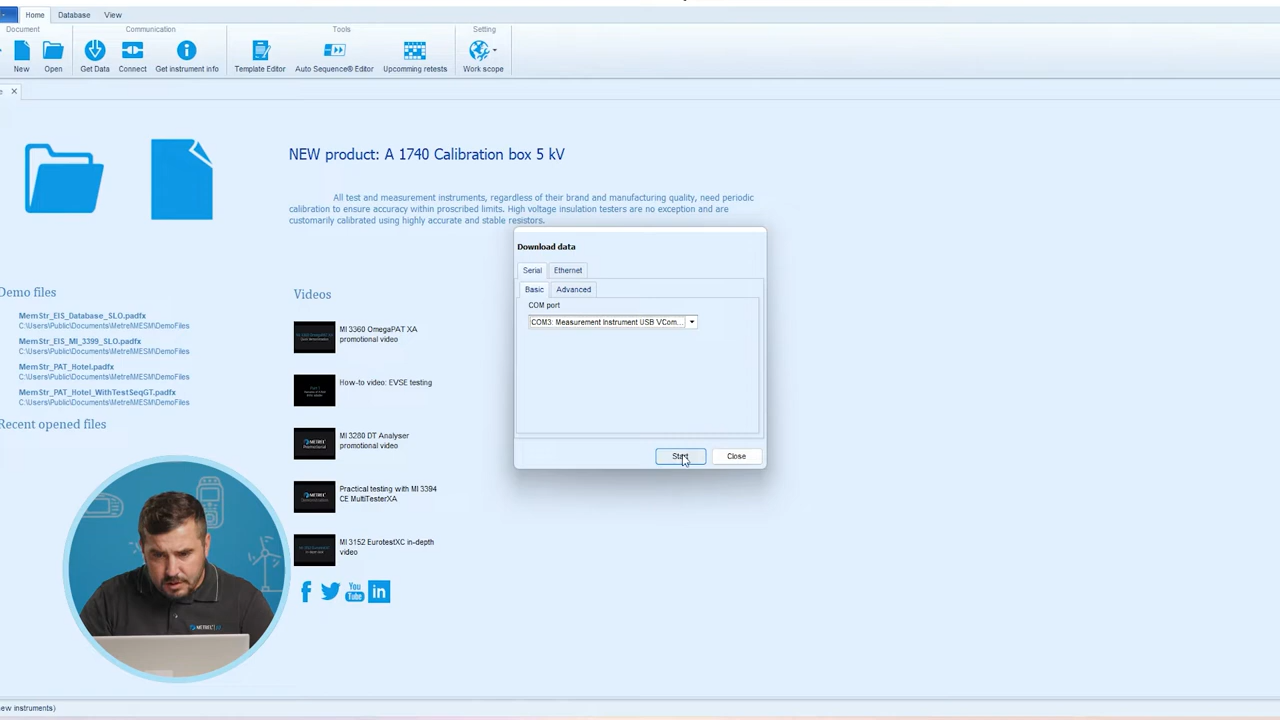 Home Database View
Document Communication Tools Setting
New Open Get Data Connect Get instrument info Template Editor Auto Sequence® Editor Upcoming retests Work scope
NEW product: A 1740 Calibration box 5 kV
All test and measurement instruments, regardless of their brand and manufacturing quality, need periodic
calibration to ensure accuracy within proscribed limits. High voltage insulation testers are no exception and are
customarily calibrated using highly accurate and stable resistors.
Download data
Serial Ethernet
Basic Advanced
COM port
COM3: Measurement Instrument USB VCom...
Start Close
Demo files
MemStr_EIS_Database_SLO.padfx
C:\Users\Public\Documents\Metrel\MESM\DemoFiles
MemStr_EIS_MI_3399_SLO.padfx
C:\Users\Public\Documents\Metrel\MESM\DemoFiles
MemStr_PAT_Hotel.padfx
C:\Users\Public\Documents\Metrel\MESM\DemoFiles
MemStr_PAT_Hotel_WithTestSeqGT.padfx
C:\Users\Public\Documents\Metrel\MESM\DemoFiles
Recent opened files
Videos
MI 3360 OmegaPAT XA
promotional video
How-to video: EVSE testing
MI 3280 DT Analyser
promotional video
Practical testing with MI 3394
CE MultiTesterXA
MI 3152 EurotestXC in-depth
video
You
Tube
in
METREL
ew instruments)